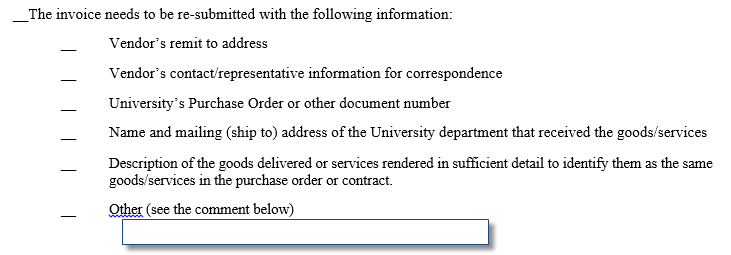 __The invoice needs to be re-submitted with the following information:
__ Vendor's remit to address
__ Vendor's contact/representative information for correspondence
__ University's Purchase Order or other document number
__ Name and mailing (ship to) address of the University department that received the goods/services
__ Description of the goods delivered or services rendered in sufficient detail to identify them as the same
goods/services in the purchase order or contract.
__ Other (see the comment below)